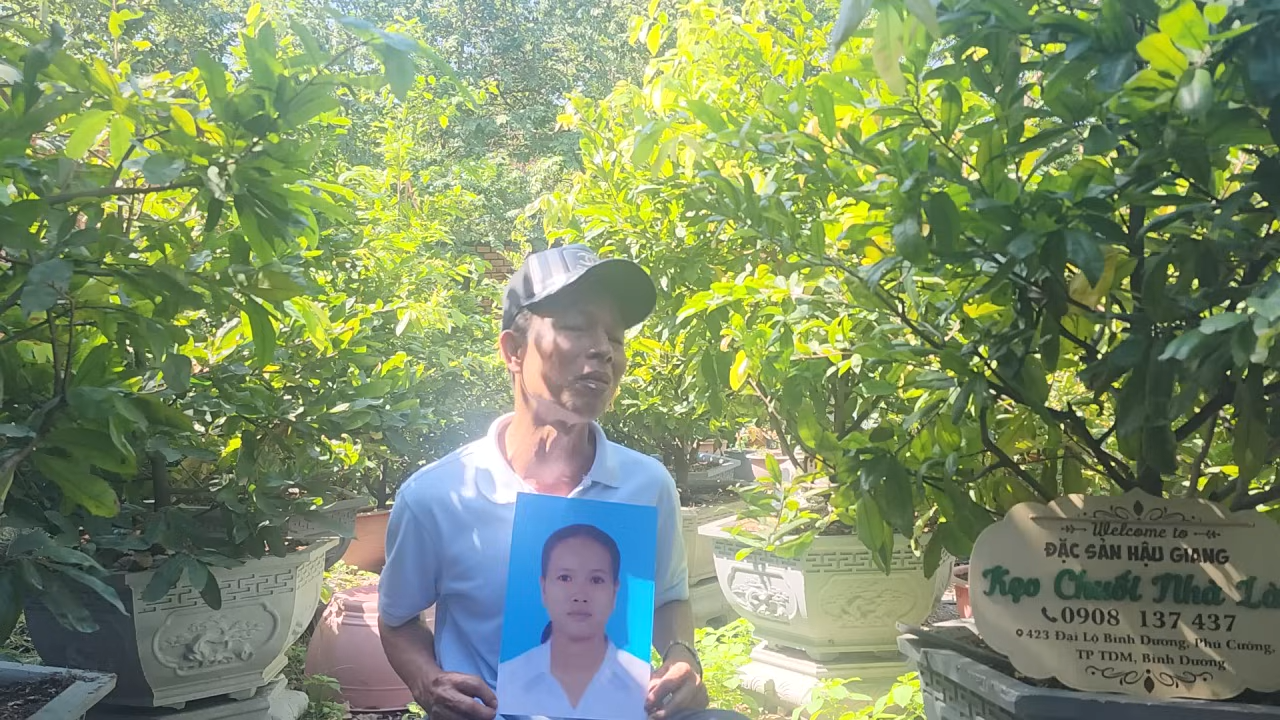 Welcome to
ĐẶC SẢN HẬU GIANG
Kẹo Chuối Nhà Là
0908 137 437
423 Đại Lộ Bình Dương, Phú Cường,
TP TDM, Bình Dương